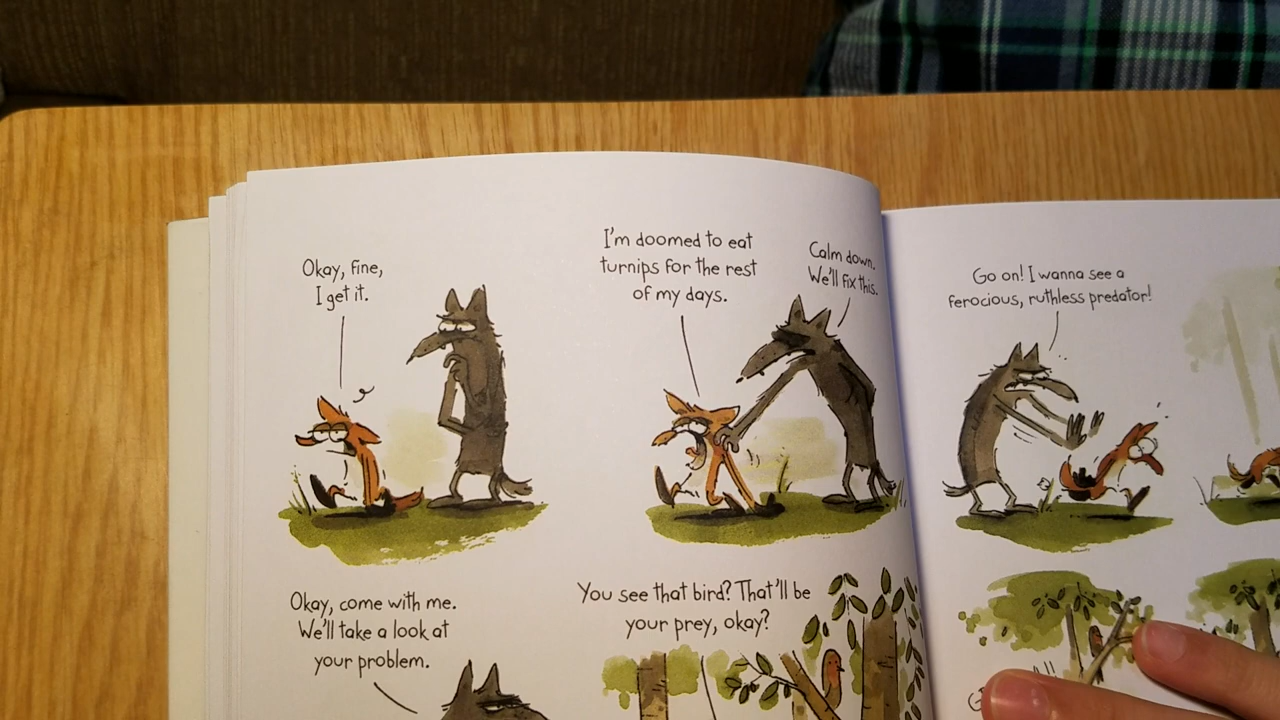 Okay, fine,
I get it.
I'm doomed to eat
turnips for the rest
of my days.
Calm down.
We'll fix this.
Okay, come with me.
We'll take a look at
your problem.
You see that bird? That'll be
your prey, okay?
Go on! I wanna see a
ferocious, ruthless predator!